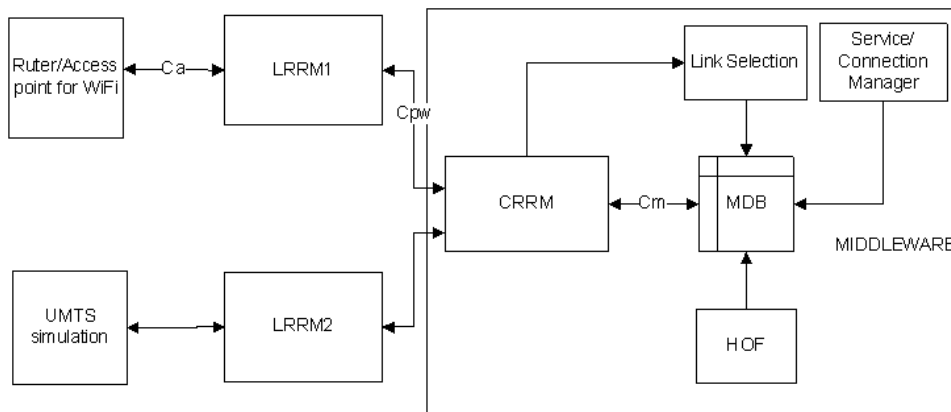 Ruter/Access
point for WiFi
Ca
LRRM1
Cpw
Link Selection
Service/
Connection
Manager
CRRM
Cm
MDB
MIDDLEWARE
UMTS
simulation
LRRM2
HOF